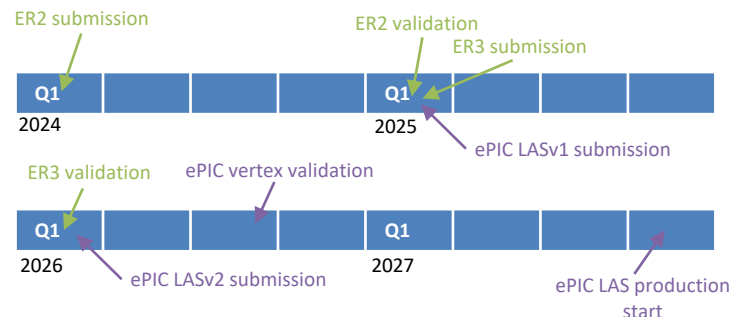 ER2 submission
ER2 validation
ER3 submission
Q1
Q1
2024
2025
ePIC LASv1 submission
ER3 validation
ePIC vertex validation
Q1
Q1
2026
2027
ePIC LASv2 submission
ePIC LAS production
start